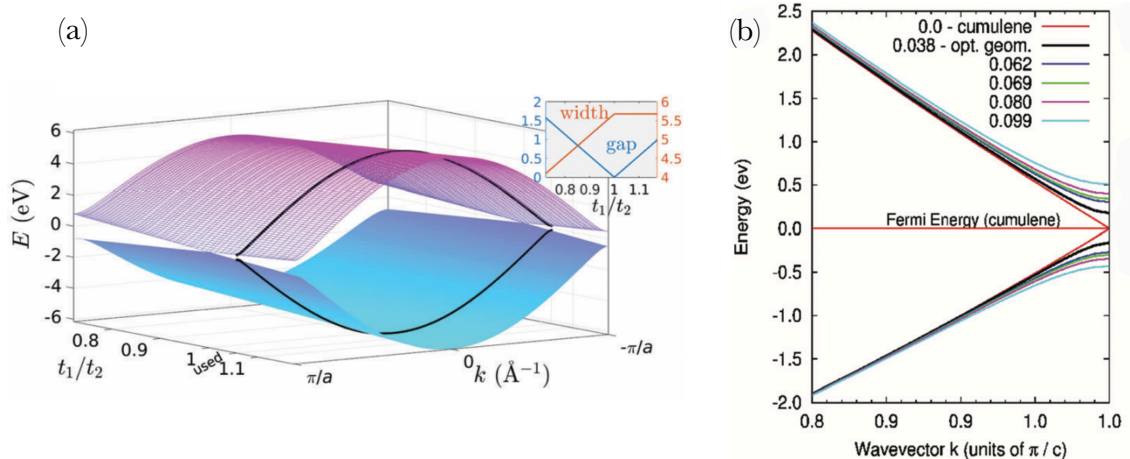 (a)
6
4
2
0
-2
-4
-6
E (eV)
0.8
0.9
1
used
1.1
t₁/t₂
π/a
0
k (Å⁻¹)
-π/a
2
1.5
1
0.5
0
width
gap
6
5.5
5
4.5
4
0.8
0.9
1
1.1
t₁/t₂
(b)
2.5
2.0
1.5
1.0
0.5
0.0
-0.5
-1.0
-1.5
-2.0
Energy (ev)
0.0 - cumulene
0.038 - opt. geom.
0.062
0.069
0.080
0.099
Fermi Energy (cumulene)
0.8
0.9
0.9
1.0
1.0
Wavevector k (units of π / c)